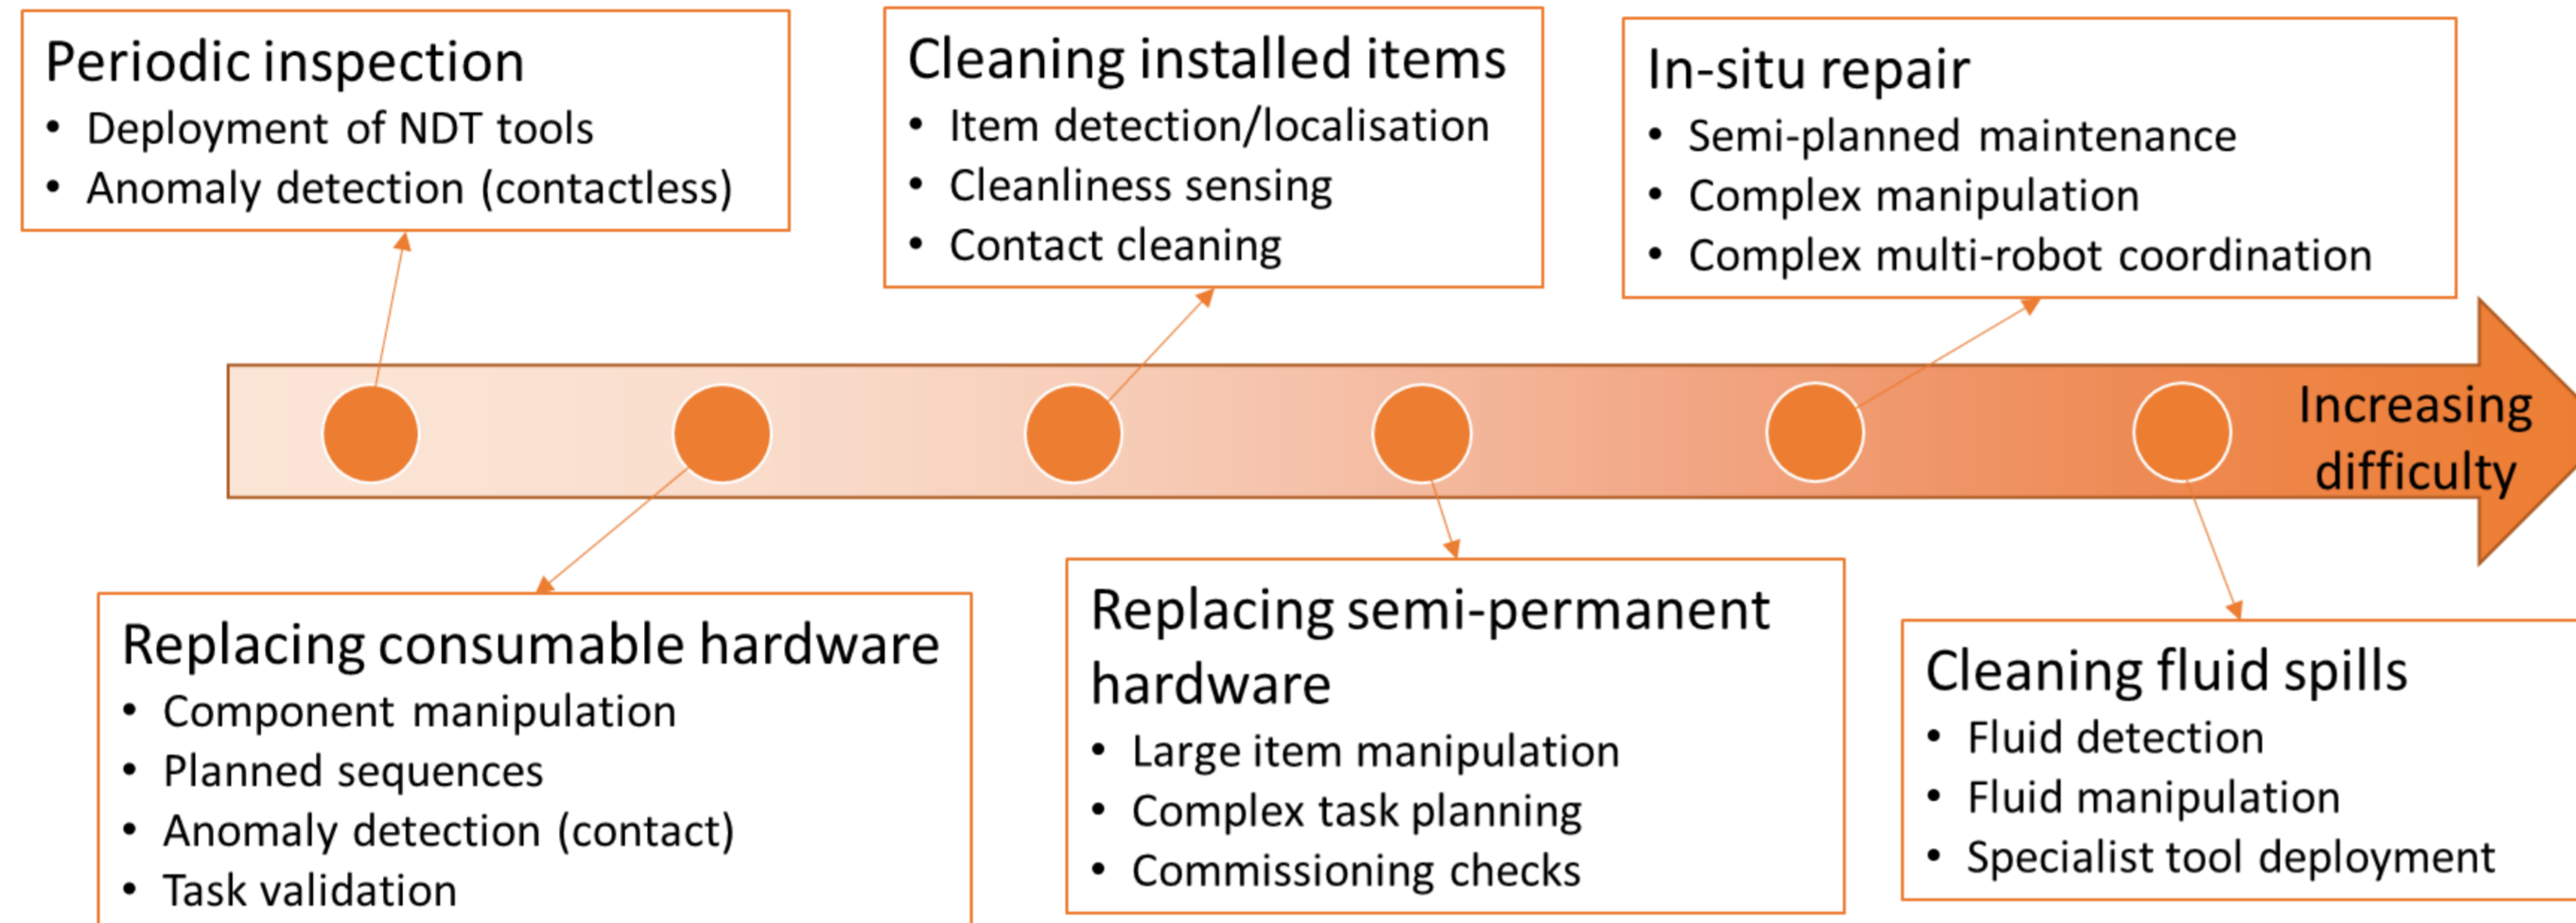 Periodic inspection
• Deployment of NDT tools
• Anomaly detection (contactless)
Cleaning installed items
• Item detection/localisation
• Cleanliness sensing
• Contact cleaning
In-situ repair
• Semi-planned maintenance
• Complex manipulation
• Complex multi-robot coordination
Increasing
difficulty
Replacing consumable hardware
• Component manipulation
• Planned sequences
• Anomaly detection (contact)
• Task validation
Replacing semi-permanent
hardware
• Large item manipulation
• Complex task planning
• Commissioning checks
Cleaning fluid spills
• Fluid detection
• Fluid manipulation
• Specialist tool deployment